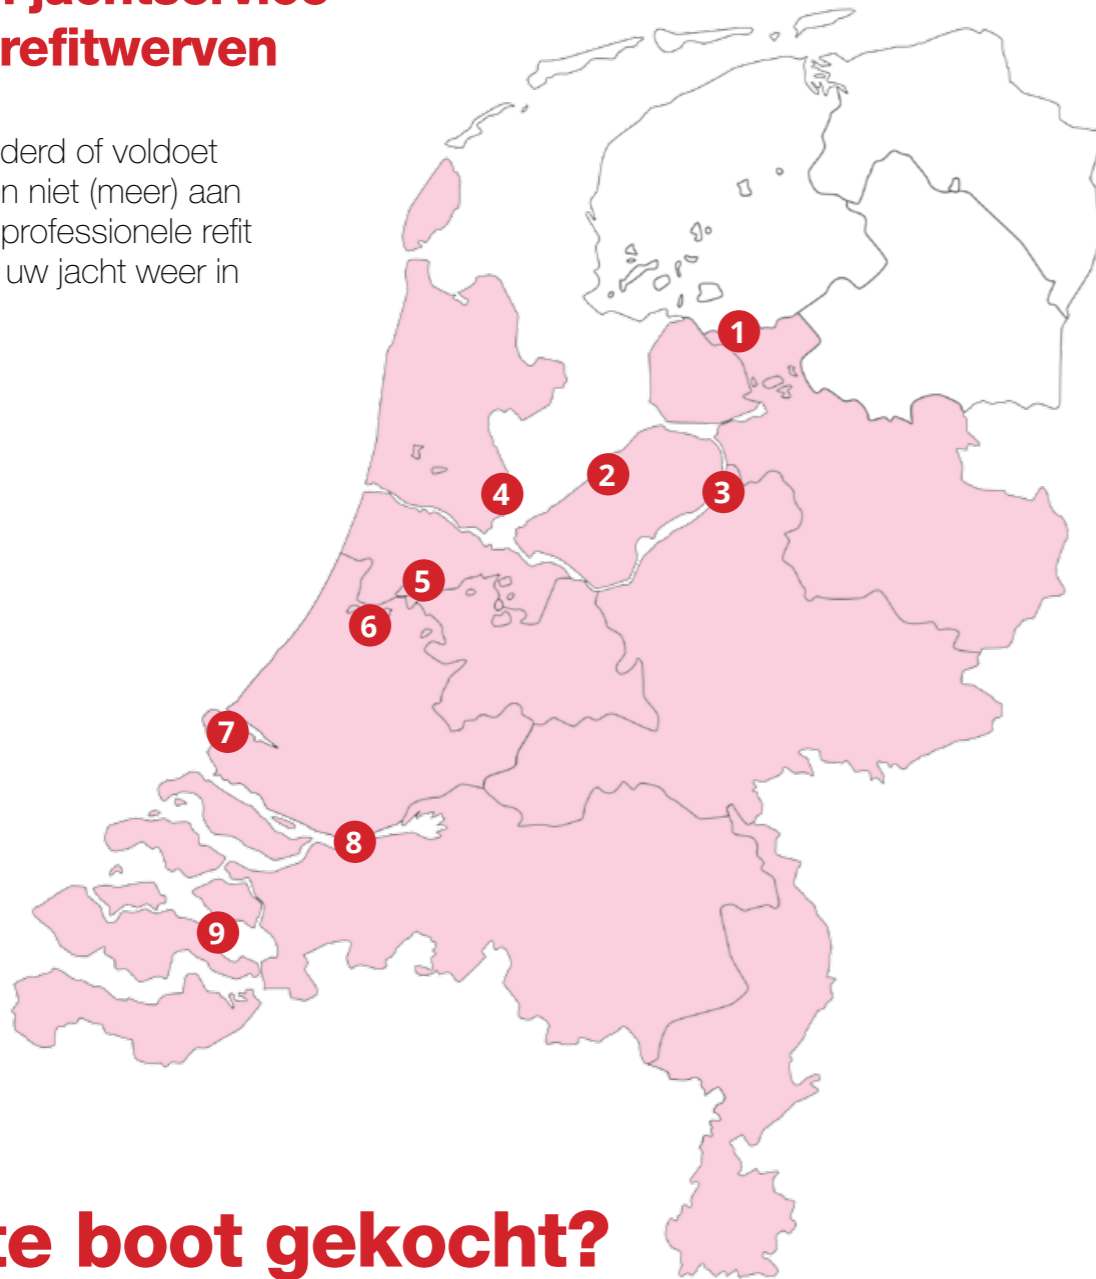 jachtservice
refitwerven
derd of voldoet
n niet (meer) aan
professionele refit
uw jacht weer in
1
2
3
4
5
6
7
8
9
te boot gekocht?